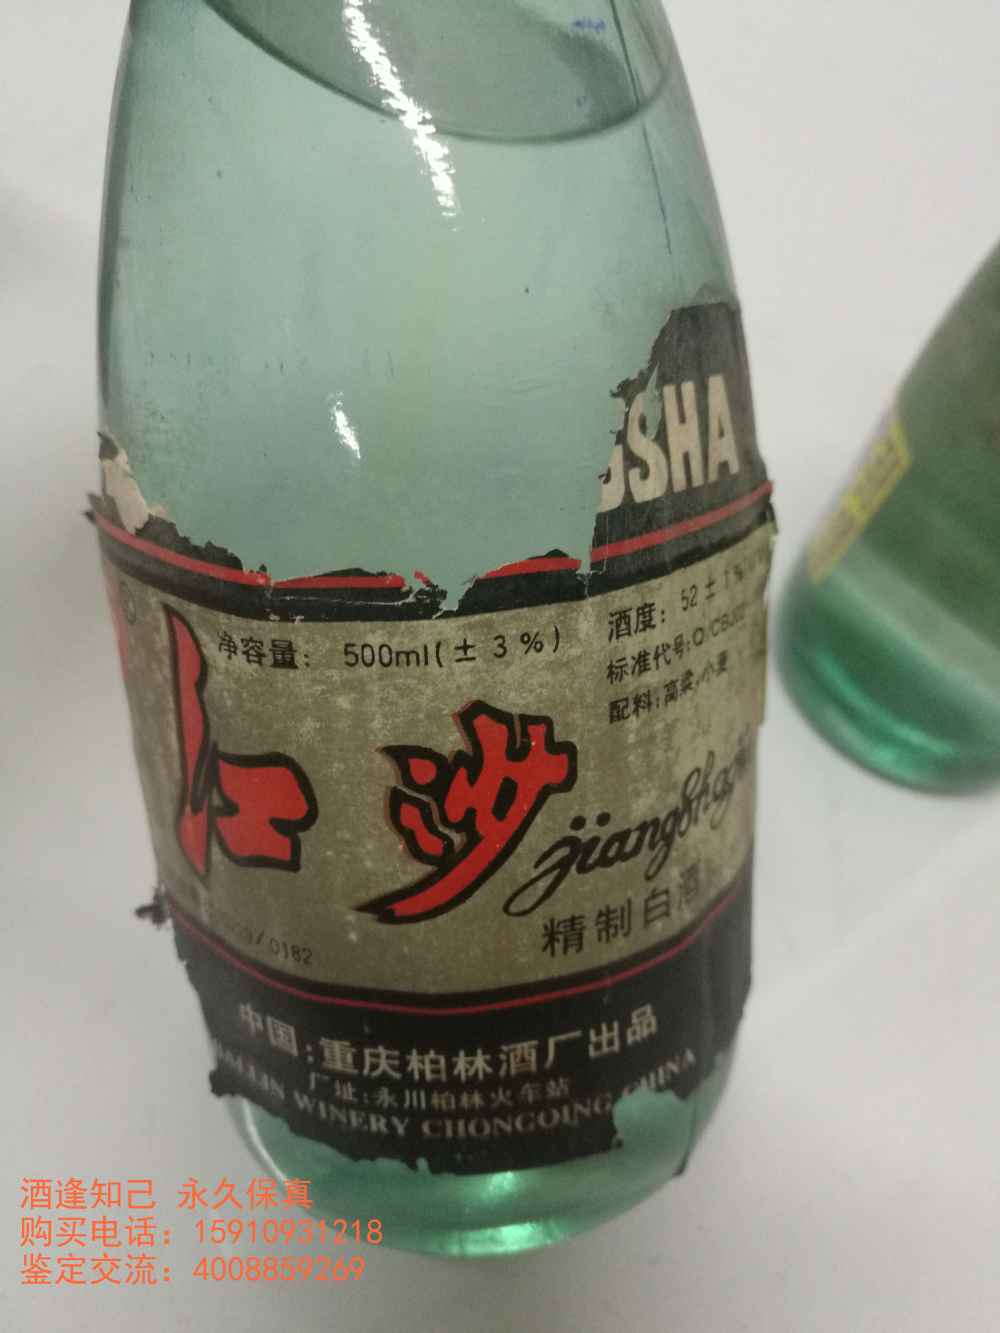 GSHA
净容量: 500ml(±3%)
酒度: 52±1%
标准代号:Q/CBJ
配料:高粱,小麦
江沙
jiangsha
精制白酒
/0182
中国:重庆柏林酒厂出品
厂址:永川柏林火车站
WINERY CHONGQING CHINA
酒逢知己 永久保真
购买电话：15910931218
鉴定交流：4008859269